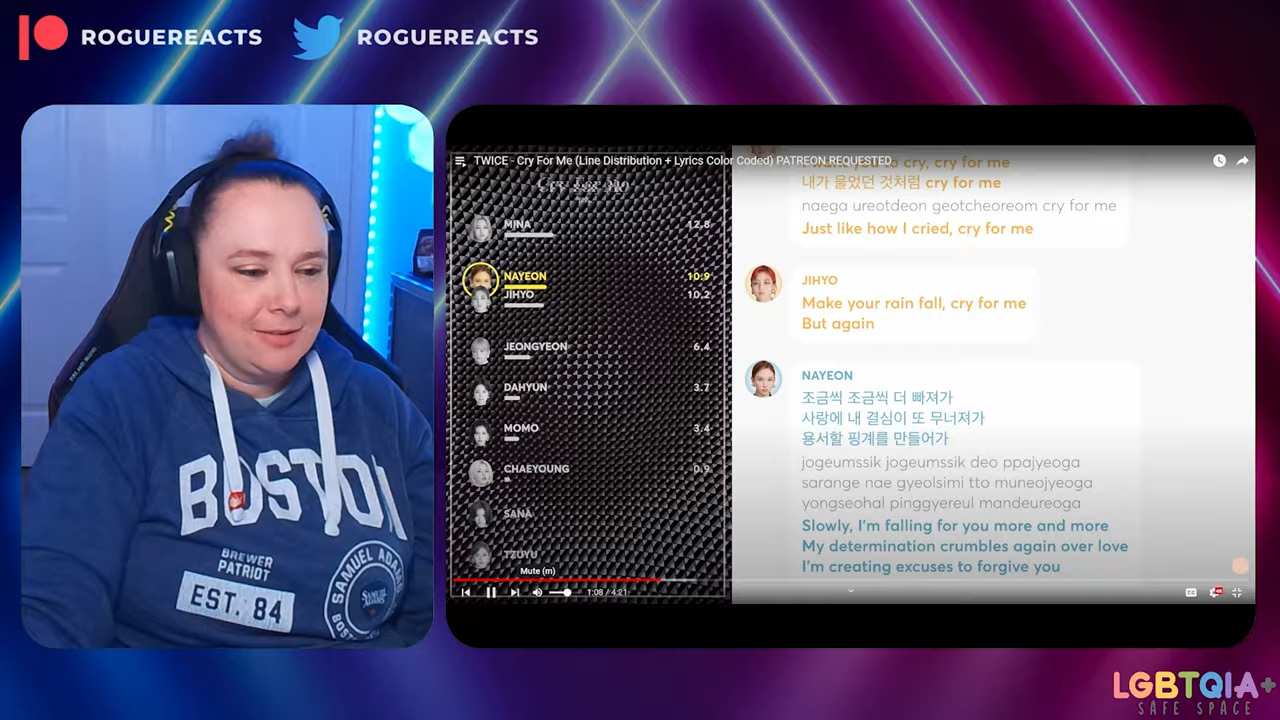 ROGUEREACTS
ROGUEREACTS
BOSTON
BREWER
PATRIOT
EST. 84
SAMUEL ADAMS
SAMUEL
ADAMS
TWICE - Cry For Me (Line Distribution + Lyrics Color Coded) PATREON REQUESTED
Cry For Me
MINA 12.8
NAYEON 10.9
JIHYO 10.2
JEONGYEON 6.4
DAHYUN 3.7
MOMO 3.4
CHAEYOUNG 0.9
SANA
TZUYU
Mute (m)
1:08 / 4:21
cry, cry for me
내가 울었던 것처럼 cry for me
naega ureotdeon geotcheoreom cry for me
Just like how I cried, cry for me
JIHYO
Make your rain fall, cry for me
But again
NAYEON
조금씩 조금씩 더 빠져가
사랑에 내 결심이 또 무너져가
용서할 핑계를 만들어가
jogeumssik jogeumssik deo ppajyeoga
sarange nae gyeolsimi tto muneojyeoga
yongseohal pinggyereul mandeureoga
Slowly, I'm falling for you more and more
My determination crumbles again over love
I'm creating excuses to forgive you
CC
LGBTQIA+
SAFE SPACE